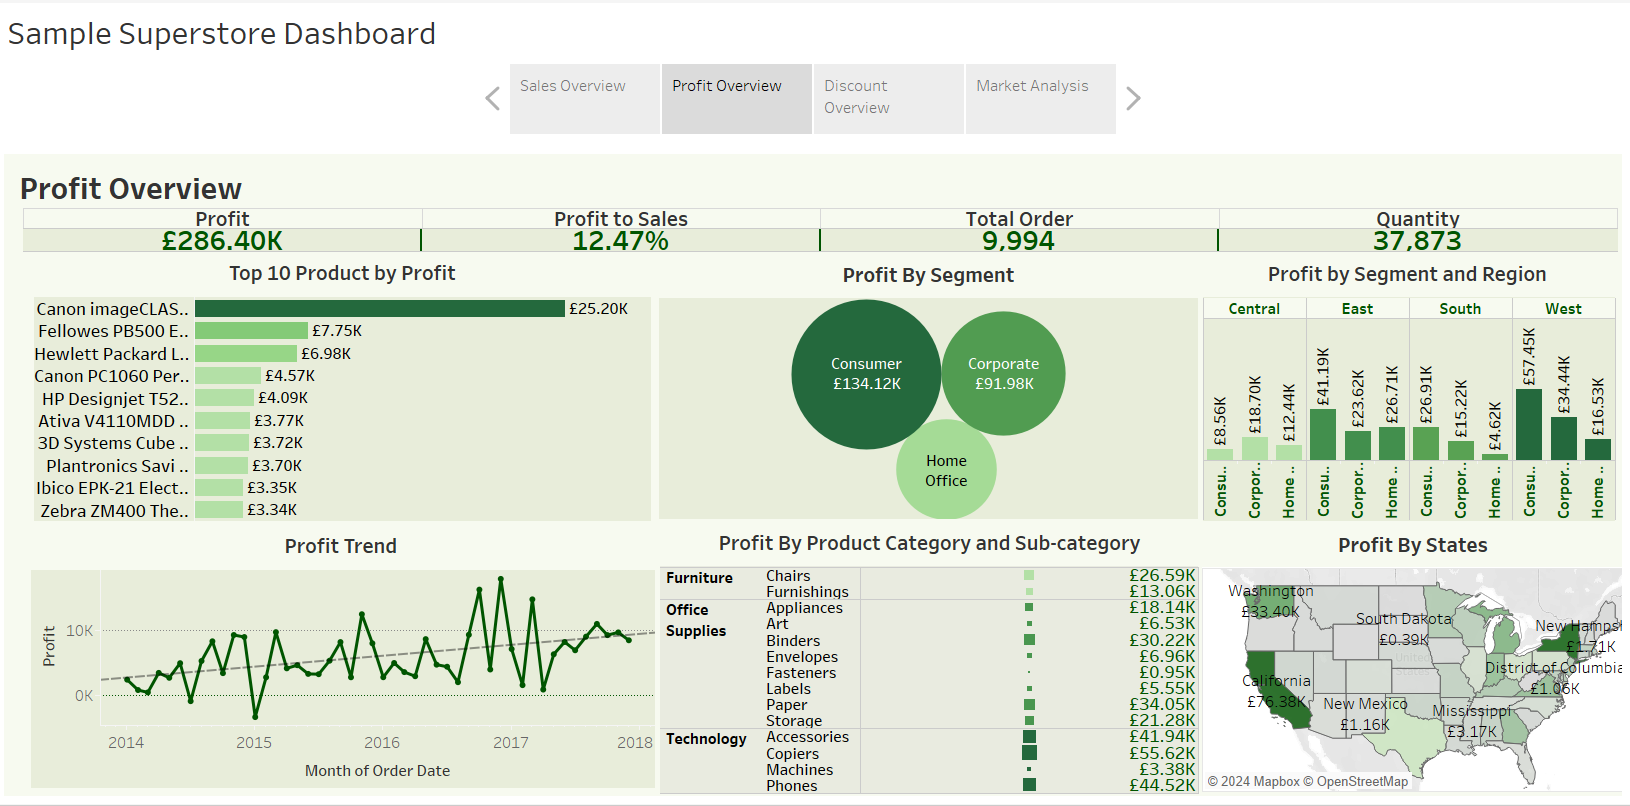 Sample Superstore Dashboard
Sales Overview
Profit Overview
Discount
Overview
Market Analysis
Profit Overview
Profit
Profit to Sales
Total Order
Quantity
£286.40K
12.47%
9,994
37,873
Top 10 Product by Profit
Canon imageCLAS.. £25.20K
Fellowes PB500 E.. £7.75K
Hewlett Packard L.. £6.98K
Canon PC1060 Per.. £4.57K
HP Designjet T52.. £4.09K
Ativa V4110MDD .. £3.77K
3D Systems Cube .. £3.72K
Plantronics Savi .. £3.70K
Ibico EPK-21 Elect.. £3.35K
Zebra ZM400 The.. £3.34K
Profit By Segment
Consumer
£134.12K
Corporate
£91.98K
Home
Office
Profit by Segment and Region
Central
East
South
West
£8.56K
£18.70K
£12.44K
£41.19K
£23.62K
£26.71K
£26.91K
£15.22K
£4.62K
£57.45K
£34.44K
£16.53K
Consu..
Corpor..
Home ..
Consu..
Corpor..
Home ..
Consu..
Corpor..
Home ..
Consu..
Corpor..
Home ..
Profit Trend
Profit
10K
0K
2014
2015
2016
2017
2018
Month of Order Date
Profit By Product Category and Sub-category
Furniture
Chairs £26.59K
Furnishings £13.06K
Office
Supplies
Appliances £18.14K
Art £6.53K
Binders £30.22K
Envelopes £6.96K
Fasteners £0.95K
Labels £5.55K
Paper £34.05K
Storage £21.28K
Technology
Accessories £41.94K
Copiers £55.62K
Machines £3.38K
Phones £44.52K
Profit By States
Washington
£33.40K
South Dakota
£0.39K
New Hampsl
£1.71K
United
States
District of Columbia
£1.06K
California
£76.38K
New Mexico
£1.16K
Mississippi
£3.17K
© 2024 Mapbox © OpenStreetMap